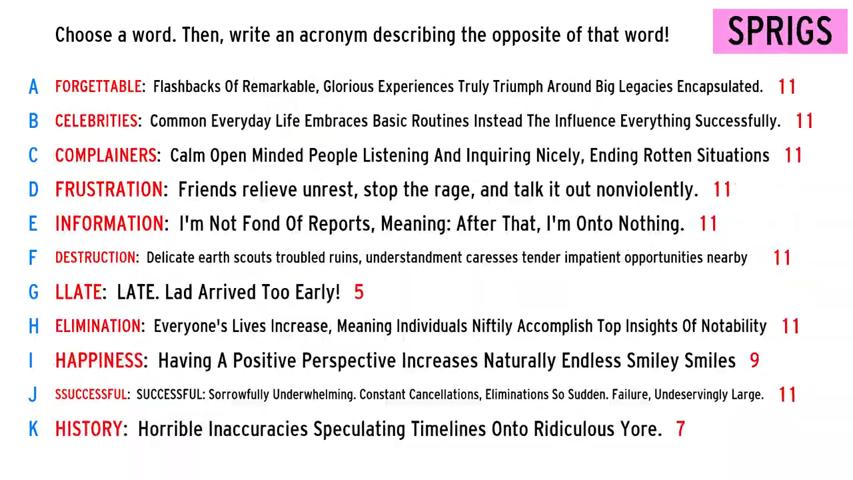 Choose a word. Then, write an acronym describing the opposite of that word!
SPRIGS
A FORGETTABLE: Flashbacks Of Remarkable, Glorious Experiences Truly Triumph Around Big Legacies Encapsulated. 11
B CELEBRITIES: Common Everyday Life Embraces Basic Routines Instead The Influence Everything Successfully. 11
C COMPLAINERS: Calm Open Minded People Listening And Inquiring Nicely, Ending Rotten Situations 11
D FRUSTRATION: Friends relieve unrest, stop the rage, and talk it out nonviolently. 11
E INFORMATION: I'm Not Fond Of Reports, Meaning: After That, I'm Onto Nothing. 11
F DESTRUCTION: Delicate earth scouts troubled ruins, understandment caresses tender impatient opportunities nearby 11
G LLATE: LATE. Lad Arrived Too Early! 5
H ELIMINATION: Everyone's Lives Increase, Meaning Individuals Niftily Accomplish Top Insights Of Notability 11
I HAPPINESS: Having A Positive Perspective Increases Naturally Endless Smiley Smiles 9
J SSUCCESSFUL: SUCCESSFUL: Sorrowfully Underwhelming. Constant Cancellations, Eliminations So Sudden. Failure, Undeservingly Large. 11
K HISTORY: Horrible Inaccuracies Speculating Timelines Onto Ridiculous Yore. 7